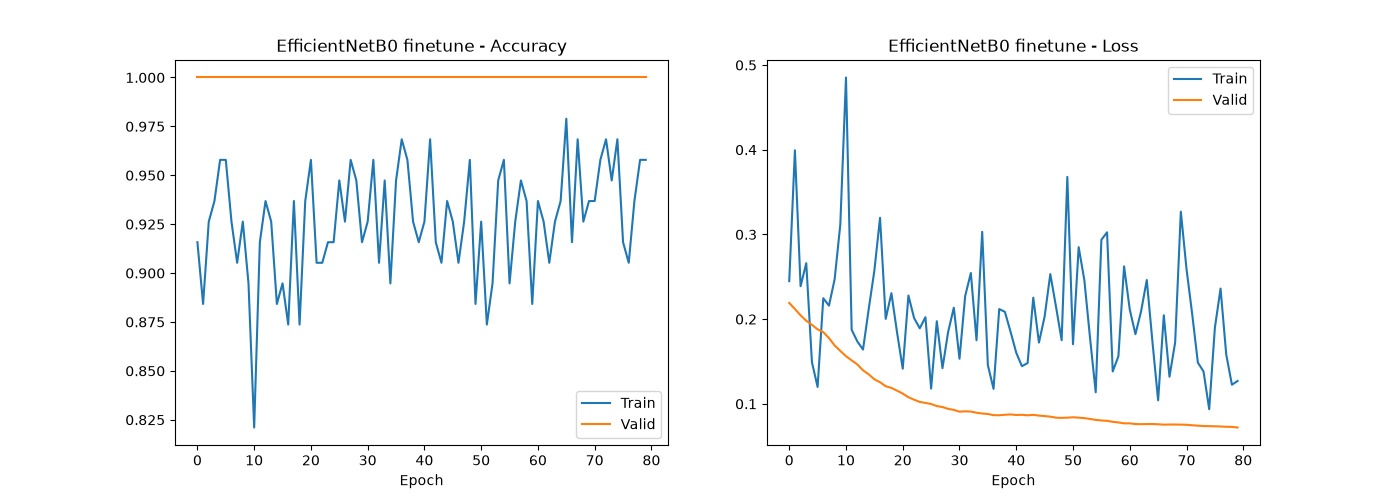 EfficientNetB0 finetune - Accuracy
1.000
0.975
0.950
0.925
0.900
0.875
0.850
0.825
Train
Valid
0 10 20 30 40 50 60 70 80
Epoch
EfficientNetB0 finetune - Loss
0.5
0.4
0.3
0.2
0.1
Train
Valid
0 10 20 30 40 50 60 70 80
Epoch